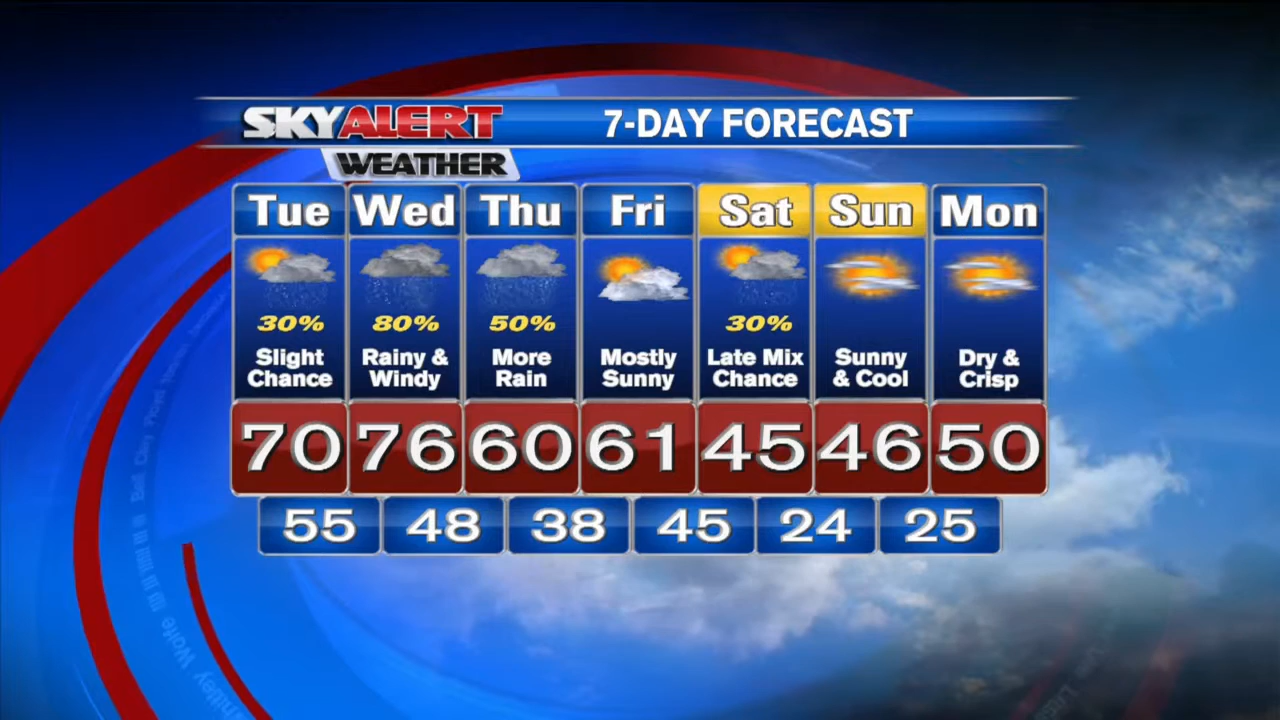 SKYALERT 7-DAY FORECAST
WEATHER
Tue Wed Thu Fri Sat Sun Mon
30% 80% 50% 30%
Slight Rainy & More Mostly Late Mix Sunny Dry &
Chance Windy Rain Sunny Chance & Cool Crisp
70 76 60 61 45 46 50
55 48 38 45 24 25